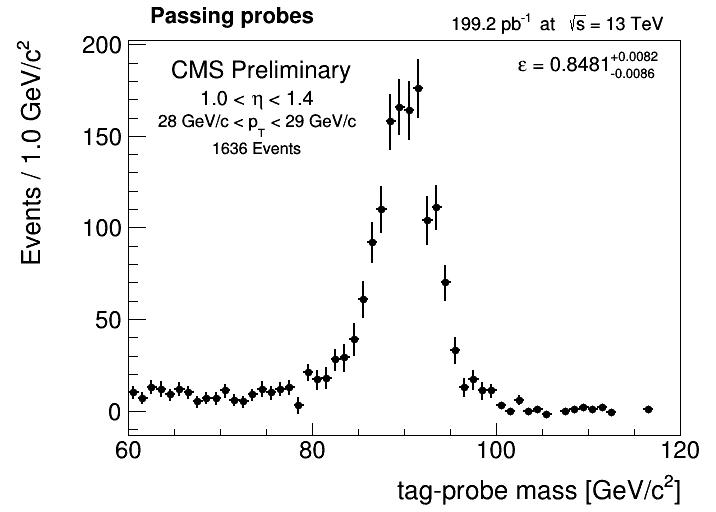 Passing probes
199.2 pb⁻¹ at √s = 13 TeV
CMS Preliminary
1.0 < η < 1.4
28 GeV/c < p_T < 29 GeV/c
1636 Events
ε = 0.8481 +0.0082 -0.0086
Events / 1.0 GeV/c²
200
150
100
50
0
60
80
100
120
tag-probe mass [GeV/c²]